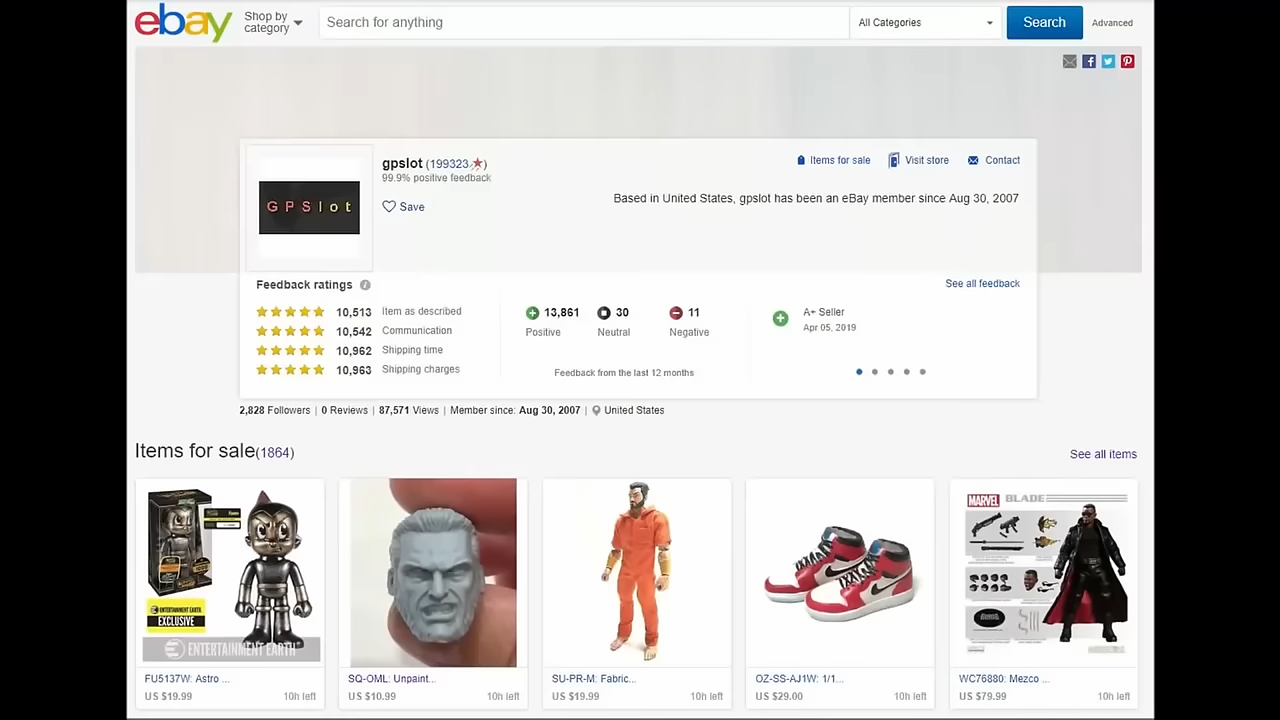 ebay
Shop by category
Search for anything
All Categories
Search
Advanced
GPSlot
gpslot (199323)
99.9% positive feedback
Save
Items for sale
Visit store
Contact
Based in United States, gpslot has been an eBay member since Aug 30, 2007
Feedback ratings
See all feedback
10,513 Item as described
10,542 Communication
10,962 Shipping time
10,963 Shipping charges
13,861 Positive
30 Neutral
11 Negative
Feedback from the last 12 months
A+ Seller
Apr 05, 2019
2,828 Followers | 0 Reviews | 87,571 Views | Member since: Aug 30, 2007 | United States
Items for sale(1864)
See all items
ENTERTAINMENT EARTH
EXCLUSIVE
ENTERTAINMENT EARTH
MARVEL BLADE
FU5137W: Astro ...
US $19.99 10h left
SQ-OML: Unpaint...
US $10.99 10h left
SU-PR-M: Fabric...
US $19.99 10h left
OZ-SS-AJ1W: 1/1...
US $29.00 10h left
WC76880: Mezco ...
US $79.99 10h left